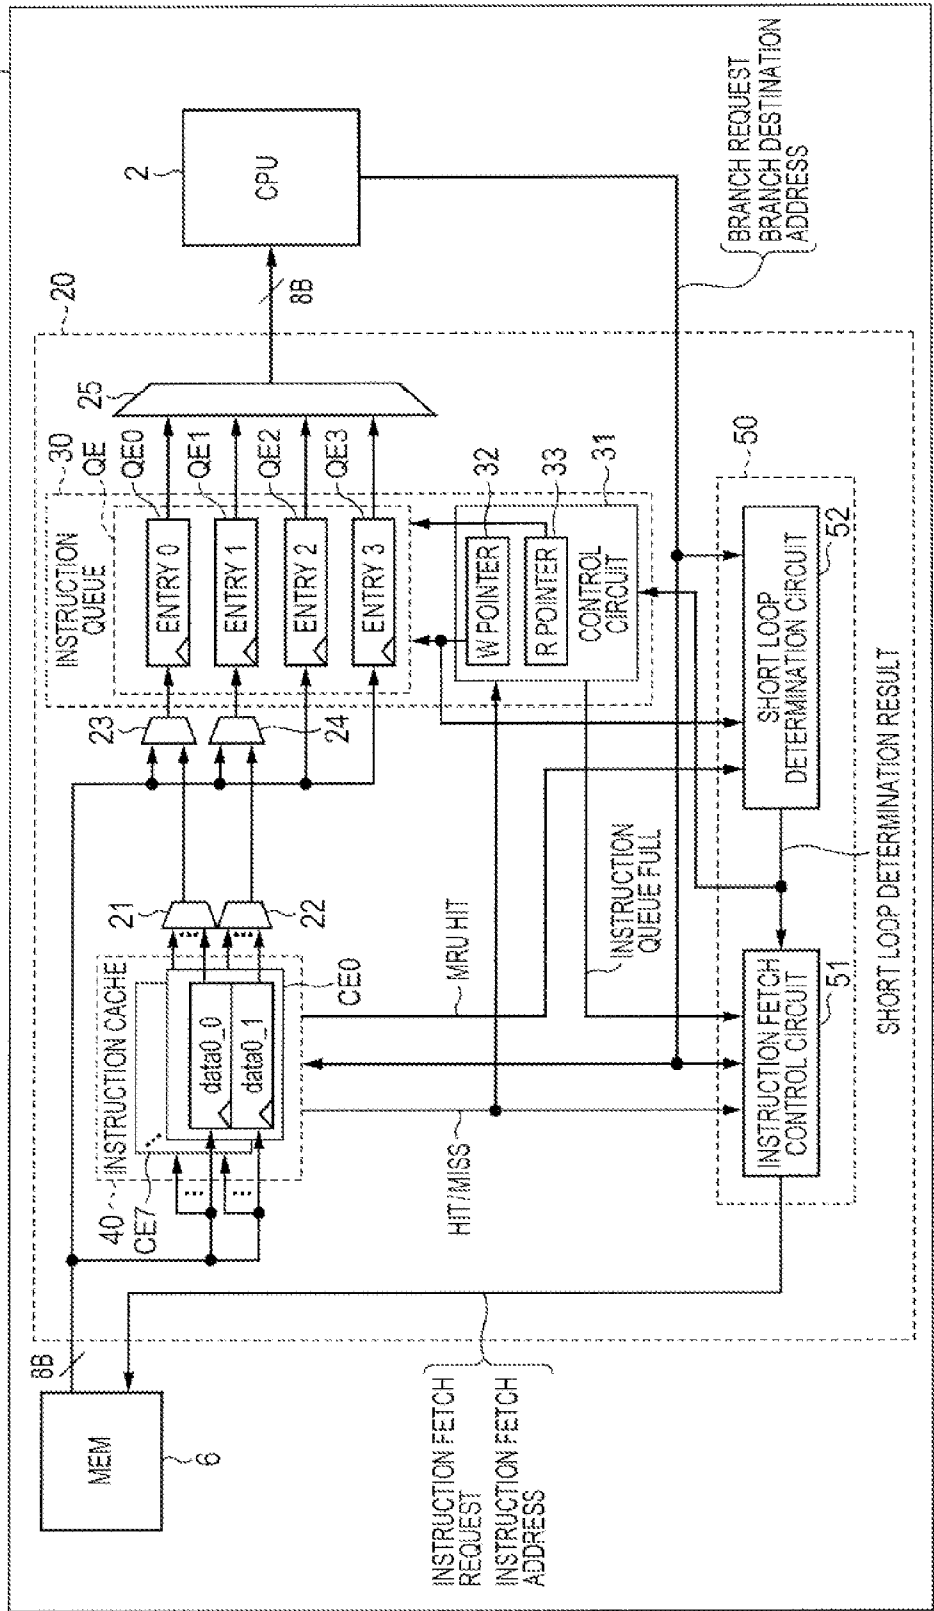 MEM
6
8B
INSTRUCTION FETCH
REQUEST
INSTRUCTION FETCH
ADDRESS
20
40
INSTRUCTION CACHE
CE7
...
data0_0
data0_1
CE0
...
...
...
...
21
22
23
24
INSTRUCTION
QUEUE
30
QE
ENTRY 0
QE0
ENTRY 1
QE1
ENTRY 2
QE2
ENTRY 3
QE3
25
8B
CPU
2
W POINTER
32
R POINTER
33
CONTROL
CIRCUIT
31
HIT/MISS
MRU HIT
INSTRUCTION
QUEUE FULL
BRANCH REQUEST
BRANCH DESTINATION
ADDRESS
50
INSTRUCTION FETCH
CONTROL CIRCUIT
51
SHORT LOOP
DETERMINATION CIRCUIT
52
SHORT LOOP DETERMINATION RESULT